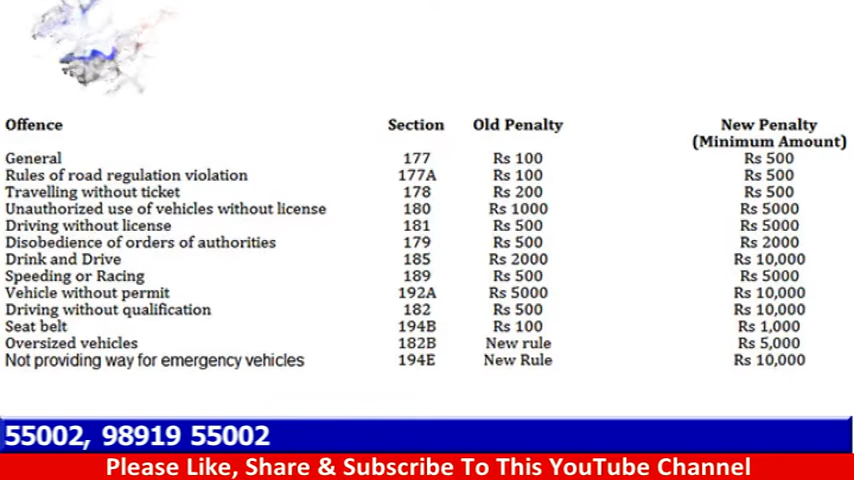 Offence Section Old Penalty New Penalty
(Minimum Amount)
General 177 Rs 100 Rs 500
Rules of road regulation violation 177A Rs 100 Rs 500
Travelling without ticket 178 Rs 200 Rs 500
Unauthorized use of vehicles without license 180 Rs 1000 Rs 5000
Driving without license 181 Rs 500 Rs 5000
Disobedience of orders of authorities 179 Rs 500 Rs 2000
Drink and Drive 185 Rs 2000 Rs 10,000
Speeding or Racing 189 Rs 500 Rs 5000
Vehicle without permit 192A Rs 5000 Rs 10,000
Driving without qualification 182 Rs 500 Rs 10,000
Seat belt 194B Rs 100 Rs 1,000
Oversized vehicles 182B New rule Rs 5,000
Not providing way for emergency vehicles 194E New Rule Rs 10,000
55002, 98919 55002
Please Like, Share & Subscribe To This YouTube Channel